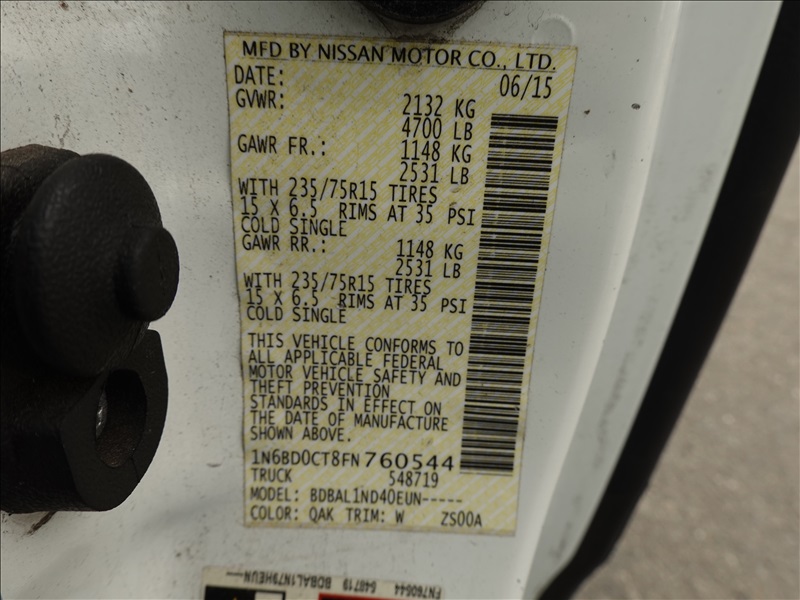 MFD BY NISSAN MOTOR CO., LTD.
DATE: 06/15
GVWR: 2132 KG
4700 LB
GAWR FR.: 1148 KG
2531 LB
WITH 235/75R15 TIRES
15 X 6.5 RIMS AT 35 PSI
COLD SINGLE
GAWR RR.: 1148 KG
2531 LB
WITH 235/75R15 TIRES
15 X 6.5 RIMS AT 35 PSI
COLD SINGLE
THIS VEHICLE CONFORMS TO
ALL APPLICABLE FEDERAL
MOTOR VEHICLE SAFETY AND
THEFT PREVENTION
STANDARDS IN EFFECT ON
THE DATE OF MANUFACTURE
SHOWN ABOVE.
1N6BD0CT8FN760544
TRUCK 548719
MODEL: BDBAL1ND40EUN-----
COLOR: QAK TRIM: W ZS00A
FN760544 548719 BDBAL1N79HEUN